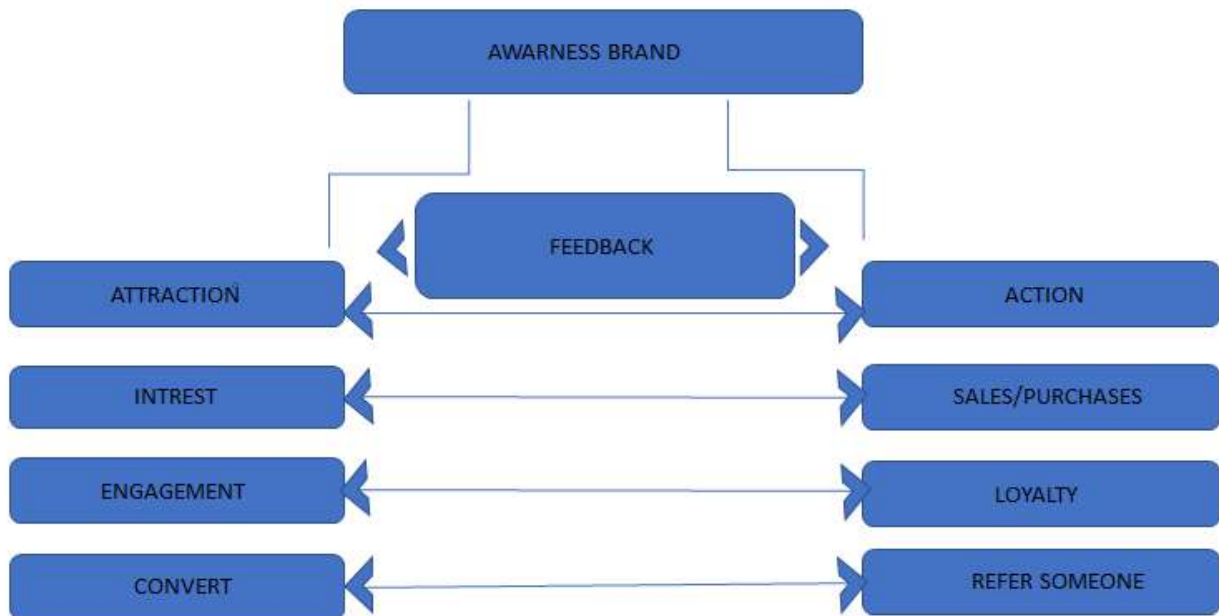 AWARNESS BRAND
FEEDBACK
ATTRACTION
ACTION
INTREST
SALES/PURCHASES
ENGAGEMENT
LOYALTY
CONVERT
REFER SOMEONE